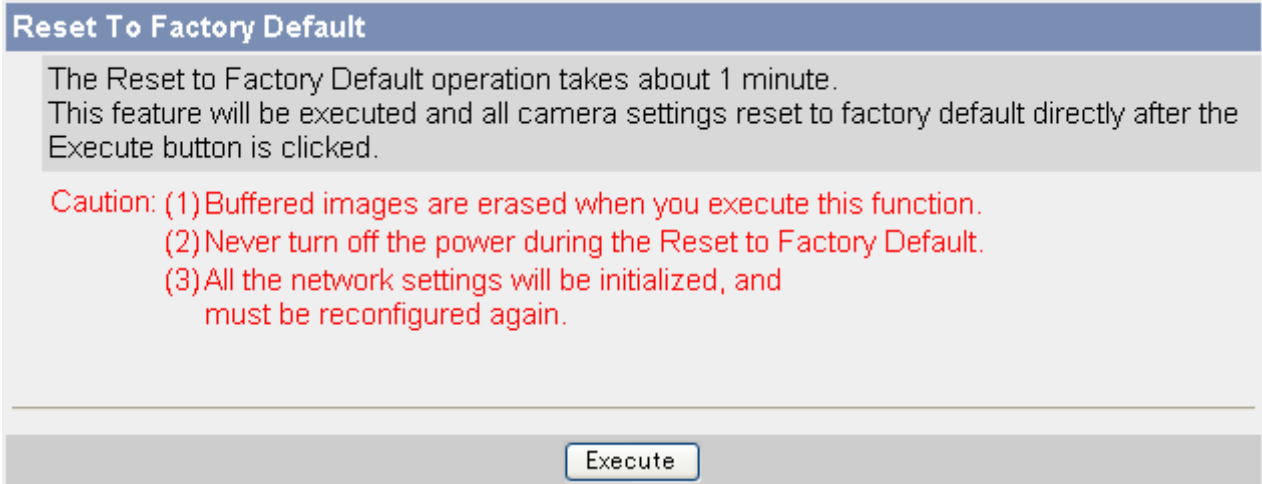 Reset To Factory Default
The Reset to Factory Default operation takes about 1 minute.
This feature will be executed and all camera settings reset to factory default directly after the
Execute button is clicked.
Caution: (1) Buffered images are erased when you execute this function.
(2) Never turn off the power during the Reset to Factory Default.
(3) All the network settings will be initialized, and
must be reconfigured again.
Execute